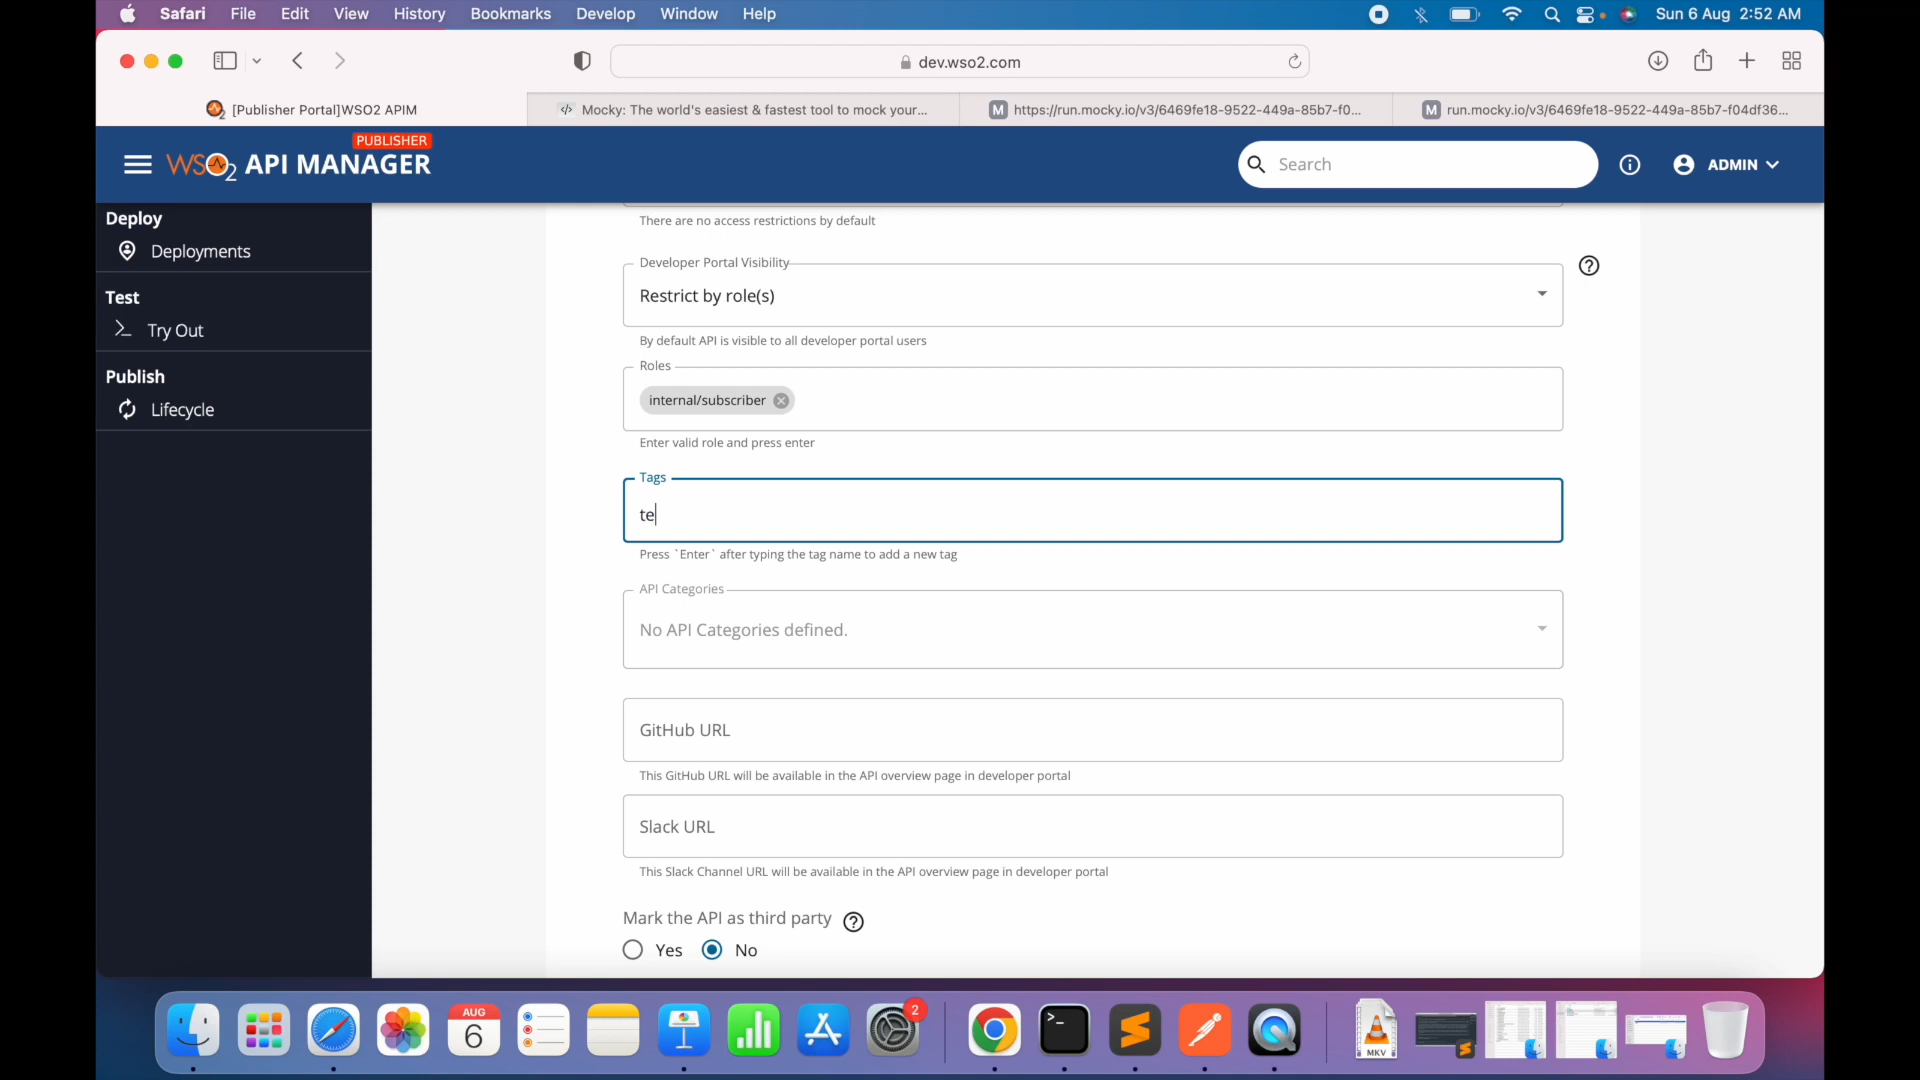 Safari File Edit View History Bookmarks Develop Window Help Sun 6 Aug 2:52 AM
dev.wso2.com
[Publisher Portal]WSO2 APIM
</> Mocky: The world's easiest & fastest tool to mock your...
M https://run.mocky.io/v3/6469fe18-9522-449a-85b7-f0...
M run.mocky.io/v3/6469fe18-9522-449a-85b7-f04df36...
PUBLISHER
WSO2 API MANAGER
Search
ADMIN
Deploy
Deployments
Test
Try Out
Publish
Lifecycle
There are no access restrictions by default
Developer Portal Visibility
Restrict by role(s)
By default API is visible to all developer portal users
Roles
internal/subscriber
Enter valid role and press enter
Tags
te
Press `Enter` after typing the tag name to add a new tag
API Categories
No API Categories defined.
GitHub URL
This GitHub URL will be available in the API overview page in developer portal
Slack URL
This Slack Channel URL will be available in the API overview page in developer portal
Mark the API as third party
Yes No
AUG
6
2
MKV